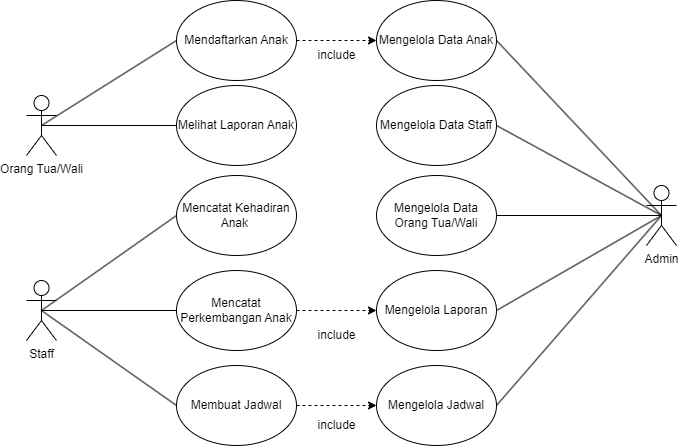 Mendaftarkan Anak
Mengelola Data Anak
include
Melihat Laporan Anak
Mengelola Data Staff
Orang Tua/Wali
Mencatat Kehadiran
Anak
Mengelola Data
Orang Tua/Wali
Admin
Mencatat
Perkembangan Anak
Mengelola Laporan
include
Staff
Membuat Jadwal
Mengelola Jadwal
include